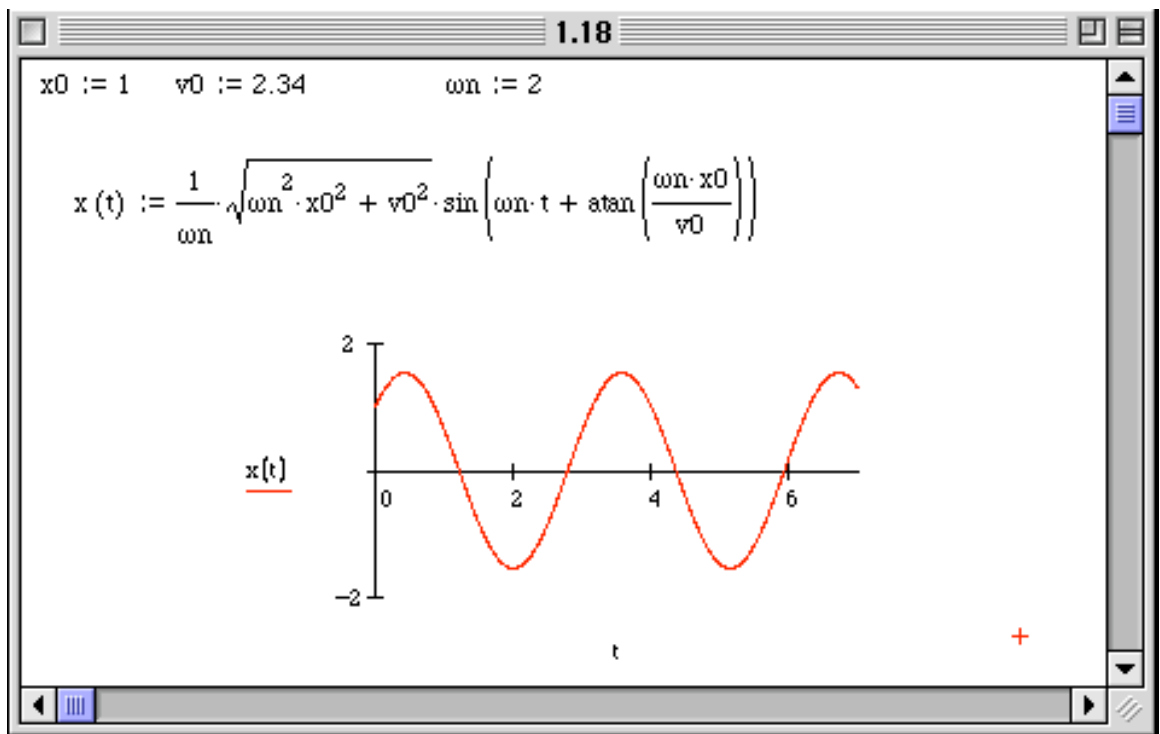 1.18
x0 := 1 v0 := 2.34 ωn := 2
x (t) := 1/ωn · √(ωn² · x0² + v0²) · sin(ωn · t + atan(ωn · x0/v0))
2
x(t)
0 2 4 6
−2
t